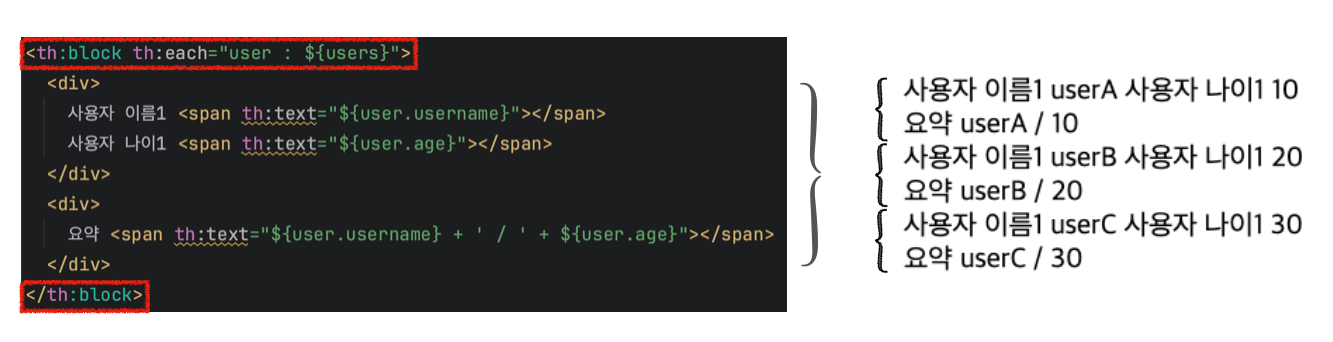 <th:block th:each="user : ${users}">
<div>
사용자 이름1 <span th:text="${user.username}"></span>
사용자 나이1 <span th:text="${user.age}"></span>
</div>
<div>
요약 <span th:text="${user.username} + ' / ' + ${user.age}"></span>
</div>
</th:block>
사용자 이름1 userA 사용자 나이1 10
요약 userA / 10
사용자 이름1 userB 사용자 나이1 20
요약 userB / 20
사용자 이름1 userC 사용자 나이1 30
요약 userC / 30